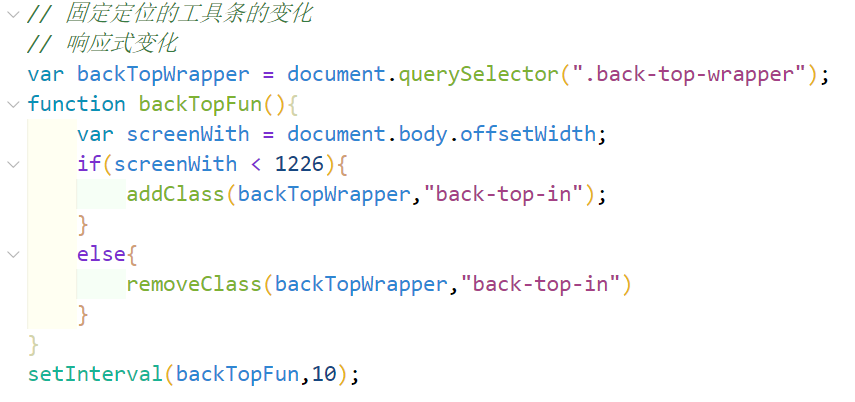 // 固定定位的工具条的变化
// 响应式变化
var backTopWrapper = document.querySelector(".back-top-wrapper");
function backTopFun(){
    var screenWith = document.body.offsetWidth;
    if(screenWith < 1226){
        addClass(backTopWrapper,"back-top-in");
    }
    else{
        removeClass(backTopWrapper,"back-top-in")
    }
}
setInterval(backTopFun,10);